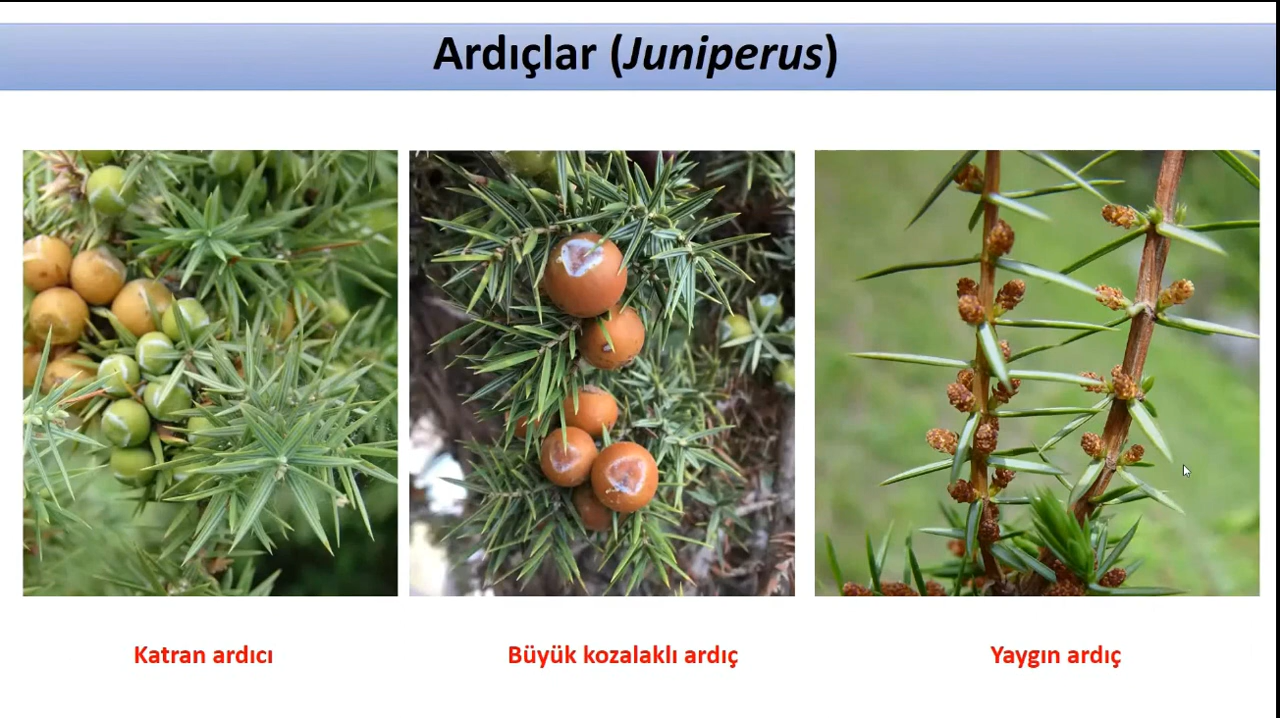 Ardıçlar (Juniperus)
Katran ardıcı
Büyük kozalaklı ardıç
Yaygın ardıç